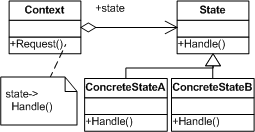 +state
Context
State
+Request()
+Handle()
state->
Handle()
ConcreteStateA
ConcreteStateB
+Handle()
+Handle()